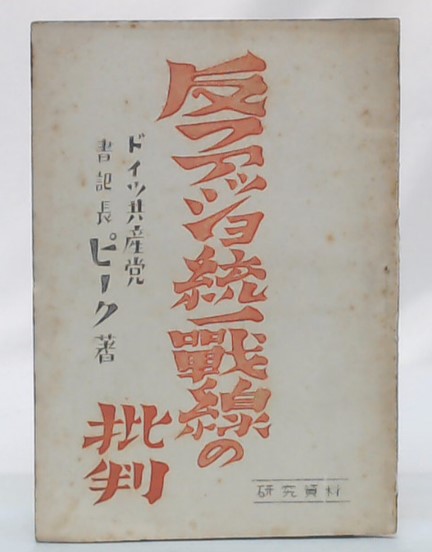 反ファッショ統一戰線の
批判
ドイツ共産党
書記長ピーク著
研究資料